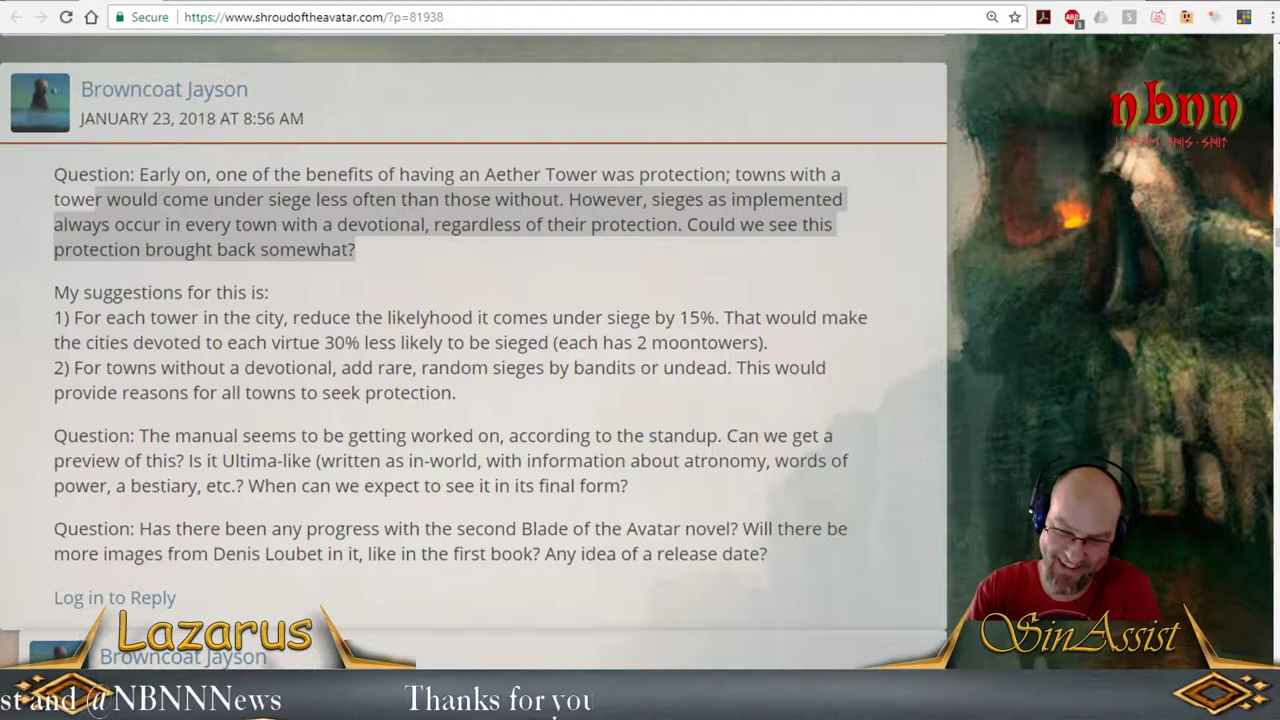 Secure
https://www.shroudoftheavatar.com/?p=81938
Browncoat Jayson
JANUARY 23, 2018 AT 8:56 AM
nbnn
Question: Early on, one of the benefits of having an Aether Tower was protection; towns with a
tower would come under siege less often than those without. However, sieges as implemented
always occur in every town with a devotional, regardless of their protection. Could we see this
protection brought back somewhat?
My suggestions for this is:
1) For each tower in the city, reduce the likelyhood it comes under siege by 15%. That would make
the cities devoted to each virtue 30% less likely to be sieged (each has 2 moontowers).
2) For towns without a devotional, add rare, random sieges by bandits or undead. This would
provide reasons for all towns to seek protection.
Question: The manual seems to be getting worked on, according to the standup. Can we get a
preview of this? Is it Ultima-like (written as in-world, with information about atronomy, words of
power, a bestiary, etc.? When can we expect to see it in its final form?
Question: Has there been any progress with the second Blade of the Avatar novel? Will there be
more images from Denis Loubet in it, like in the first book? Any idea of a release date?
Log in to Reply
Lazarus
SinAssist
Browncoat Jayson
st and @NBNNNews
Thanks for you